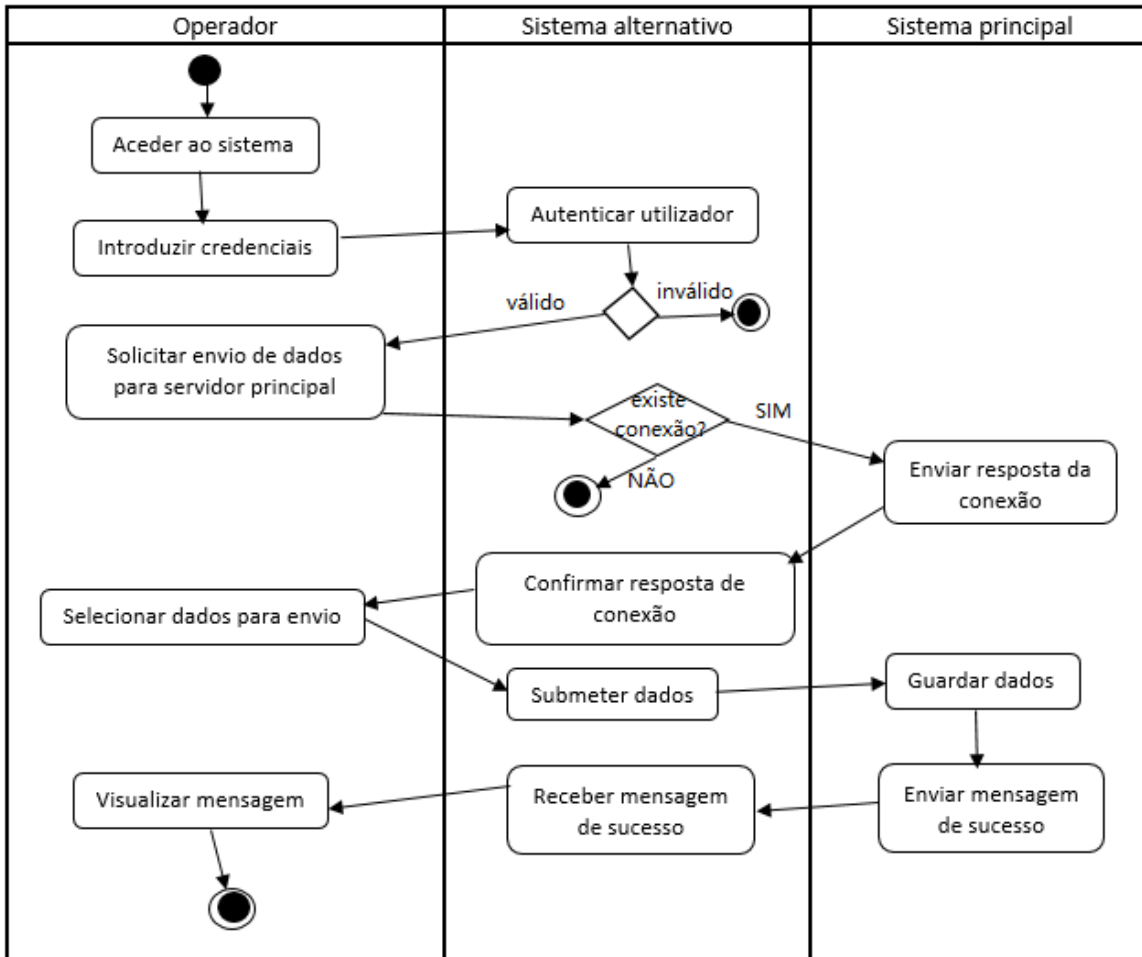 Operador
Sistema alternativo
Sistema principal
Aceder ao sistema
Introduzir credenciais
Autenticar utilizador
válido
inválido
Solicitar envio de dados
para servidor principal
existe
conexão?
SIM
NÃO
Enviar resposta da
conexão
Confirmar resposta de
conexão
Selecionar dados para envio
Submeter dados
Guardar dados
Enviar mensagem
de sucesso
Receber mensagem
de sucesso
Visualizar mensagem